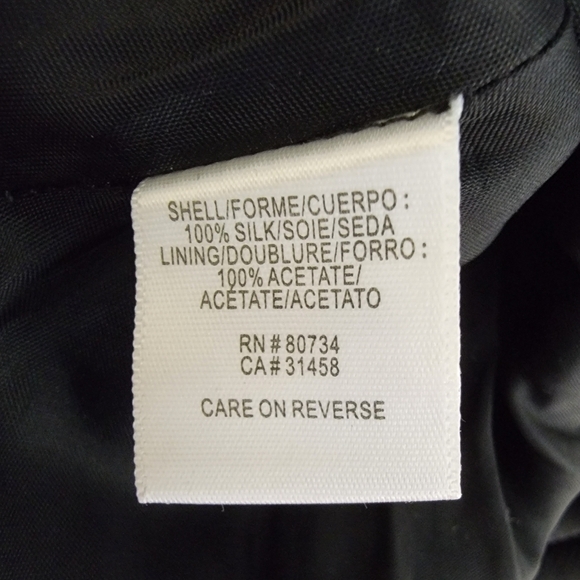 SHELL/FORME/CUERPO :
100% SILK/SOIE/SEDA
LINING/DOUBLURE/FORRO :
100% ACETATE/
ACÉTATE/ACETATO
RN # 80734
CA # 31458
CARE ON REVERSE